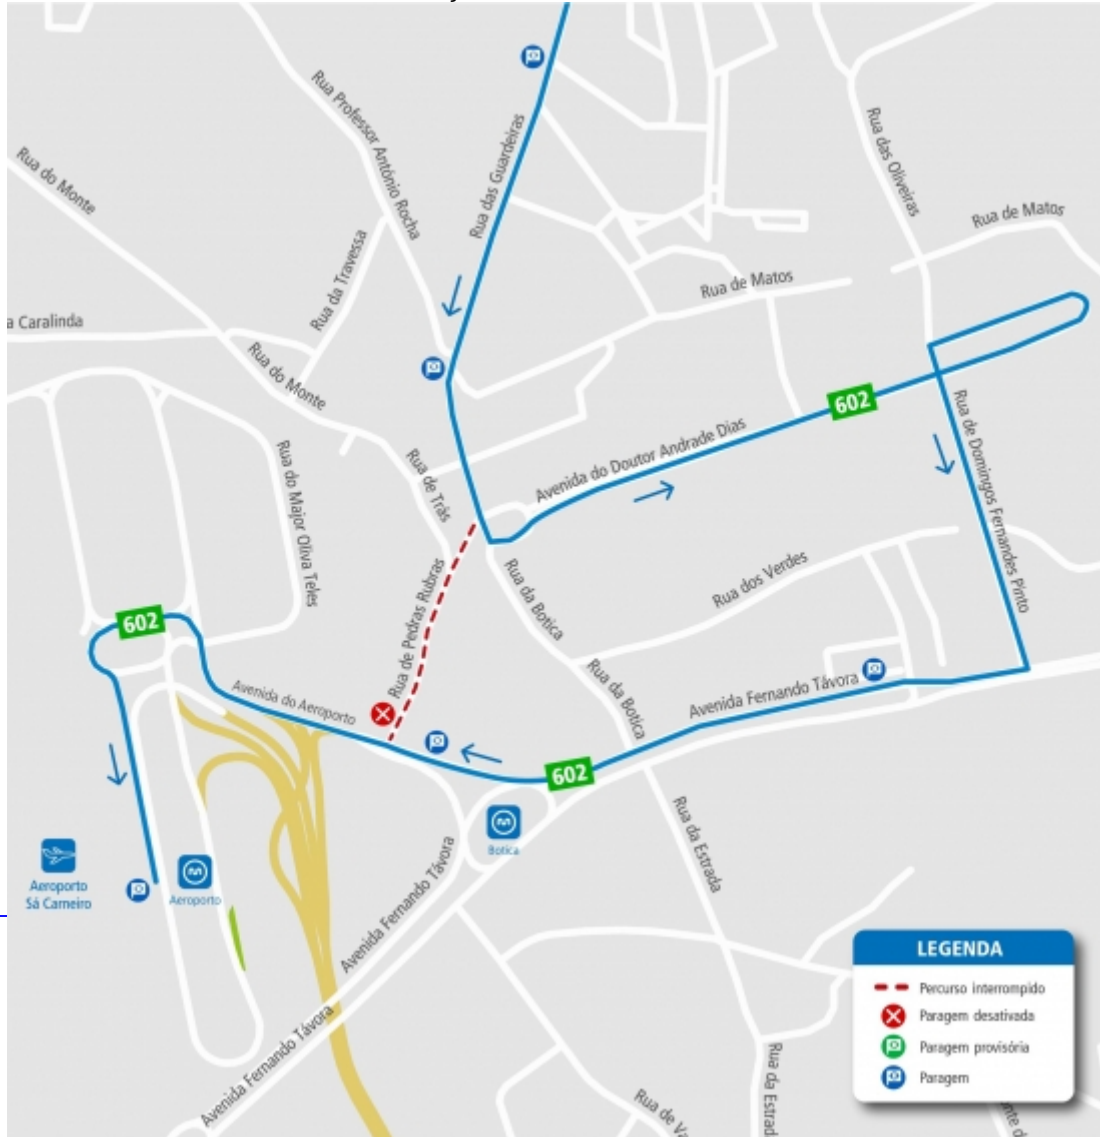 Rua Professor António Rocha
Rua das Guardeiras
Rua das Oliveiras
Rua do Monte
Rua de Matos
Rua da Travessa
Rua de Matos
a Caralinda
Rua do Monte
602
Rua de Domingos Fernandes Pinto
Avenida do Doutor Andrade Dias
Rua do Major Oliva Teles
Rua de Trás
Rua de Pedras Rubras
Rua da Botica
Rua dos Verdes
602
Rua da Botica
Avenida do Aeroporto
Avenida Fernando Távora
602
Botica
Rua da Estrada
Aeroporto
Sá Carneiro
Aeroporto
Avenida Fernando Távora
LEGENDA
Percurso interrompido
Paragem desativada
Paragem provisória
Paragem
Avenida Fernando Távora
Rua da Estrad
Rua de Va